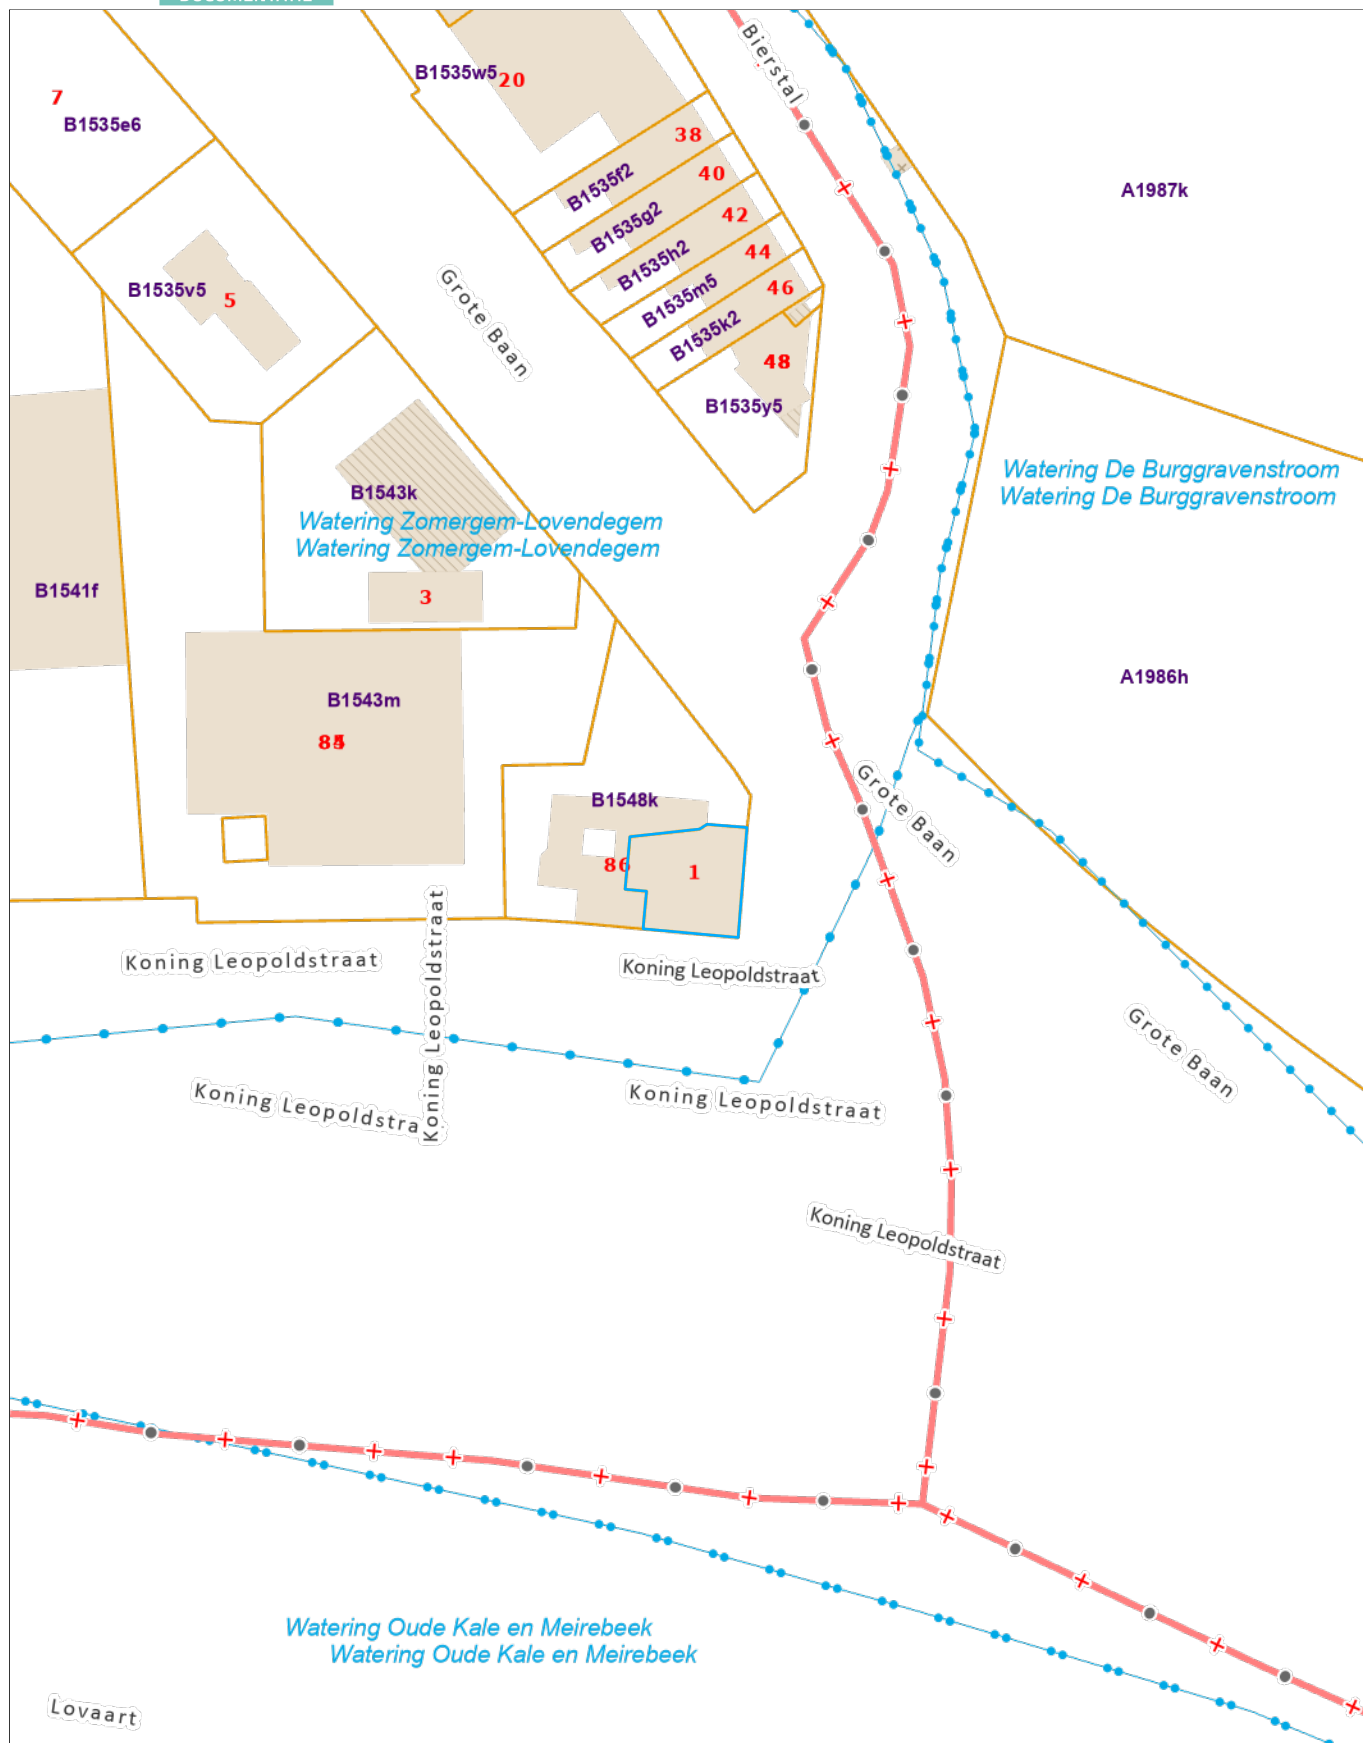 Bierstal
B1535w5
20
7
B1535e6
38
40
B1535f2
A1987k
B1535g2
42
B1535h2
44
B1535m5
46
B1535v5
5
Grote Baan
B1535k2
48
B1535y5
Watering De Burggravenstroom
Watering De Burggravenstroom
B1543k
Watering Zomergem-Lovendegem
Watering Zomergem-Lovendegem
B1541f
3
A1986h
B1543m
B1548k
Grote Baan
86
1
Koning Leopoldstraat
Koning Leopoldstraat
Koning Leopoldstraat
Grote Baan
Koning Leopoldstra
Koning Leopoldstraat
Koning Leopoldstraat
Watering Oude Kale en Meirebeek
Watering Oude Kale en Meirebeek
Lovaart